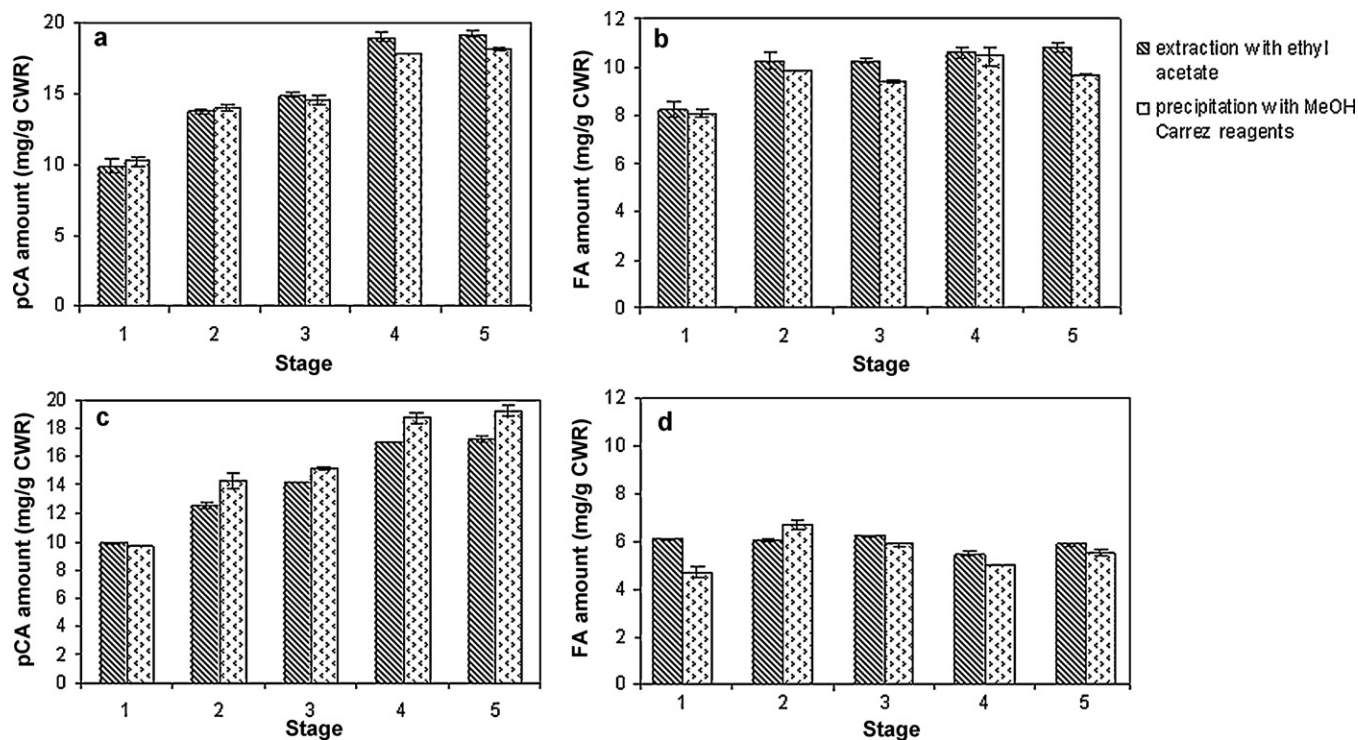 a
pCA amount (mg/g CWR)
20
15
10
5
0
1 2 3 4 5
Stage
b
FA amount (mg/g CWR)
12
10
8
6
4
2
0
1 2 3 4 5
Stage
extraction with ethyl
acetate
precipitation with MeOH
Carrez reagents
c
pCA amount (mg/g CWR)
20
18
16
14
12
10
8
6
4
2
0
1 2 3 4 5
Stage
d
FA amount (mg/g CWR)
12
10
8
6
4
2
0
1 2 3 4 5
Stage